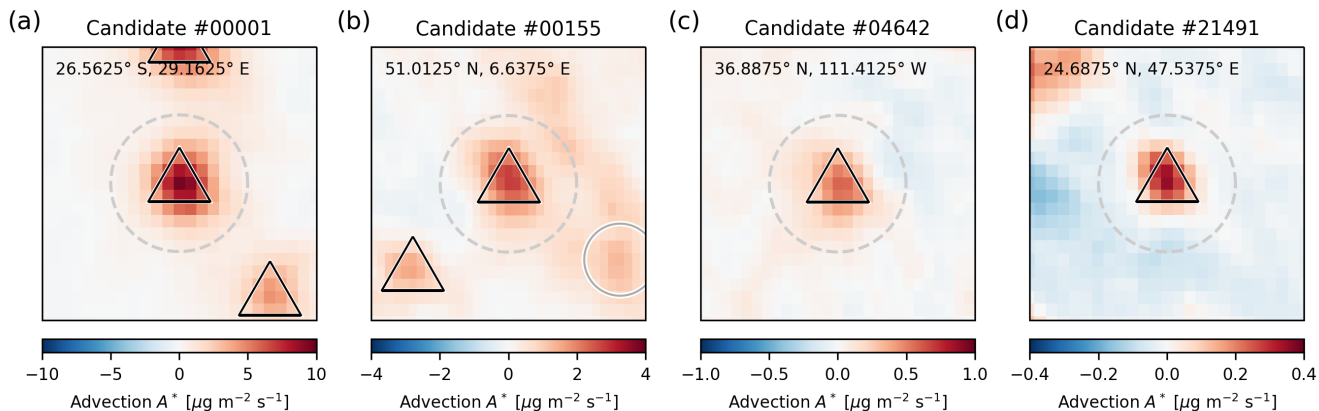 (a) Candidate #00001
26.5625° S, 29.1625° E
−10 −5 0 5 10
Advection A* [μg m−2 s−1]
(b) Candidate #00155
51.0125° N, 6.6375° E
−4 −2 0 2 4
Advection A* [μg m−2 s−1]
(c) Candidate #04642
36.8875° N, 111.4125° W
−1.0 −0.5 0.0 0.5 1.0
Advection A* [μg m−2 s−1]
(d) Candidate #21491
24.6875° N, 47.5375° E
−0.4 −0.2 0.0 0.2 0.4
Advection A* [μg m−2 s−1]